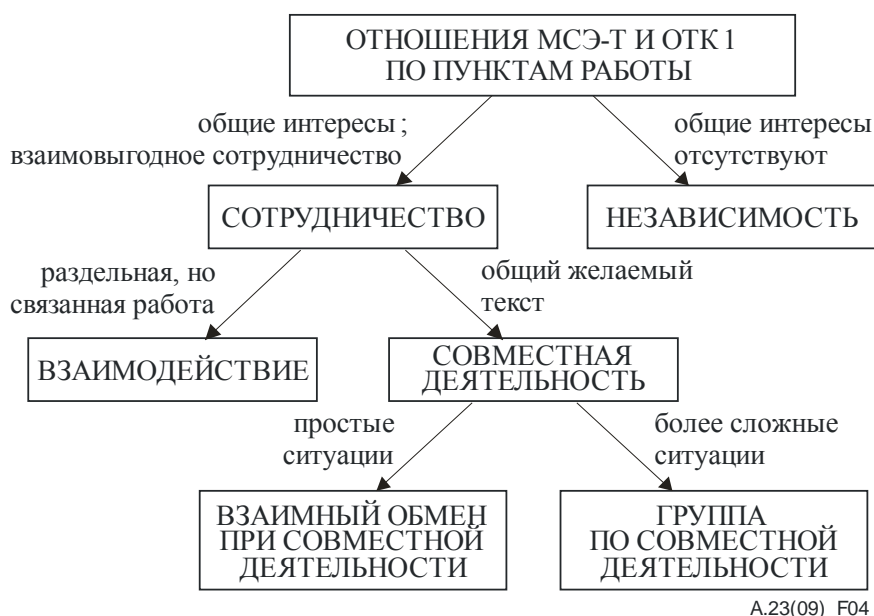 ОТНОШЕНИЯ МСЭ-Т И ОТК 1
ПО ПУНКТАМ РАБОТЫ
общие интересы;
взаимовыгодное сотрудничество
общие интересы
отсутствуют
СОТРУДНИЧЕСТВО
НЕЗАВИСИМОСТЬ
раздельная, но
связанная работа
общий желаемый
текст
ВЗАИМОДЕЙСТВИЕ
СОВМЕСТНАЯ
ДЕЯТЕЛЬНОСТЬ
простые
ситуации
более сложные
ситуации
ВЗАИМНЫЙ ОБМЕН
ПРИ СОВМЕСТНОЙ
ДЕЯТЕЛЬНОСТИ
ГРУППА
ПО СОВМЕСТНОЙ
ДЕЯТЕЛЬНОСТИ
A.23(09)_F04